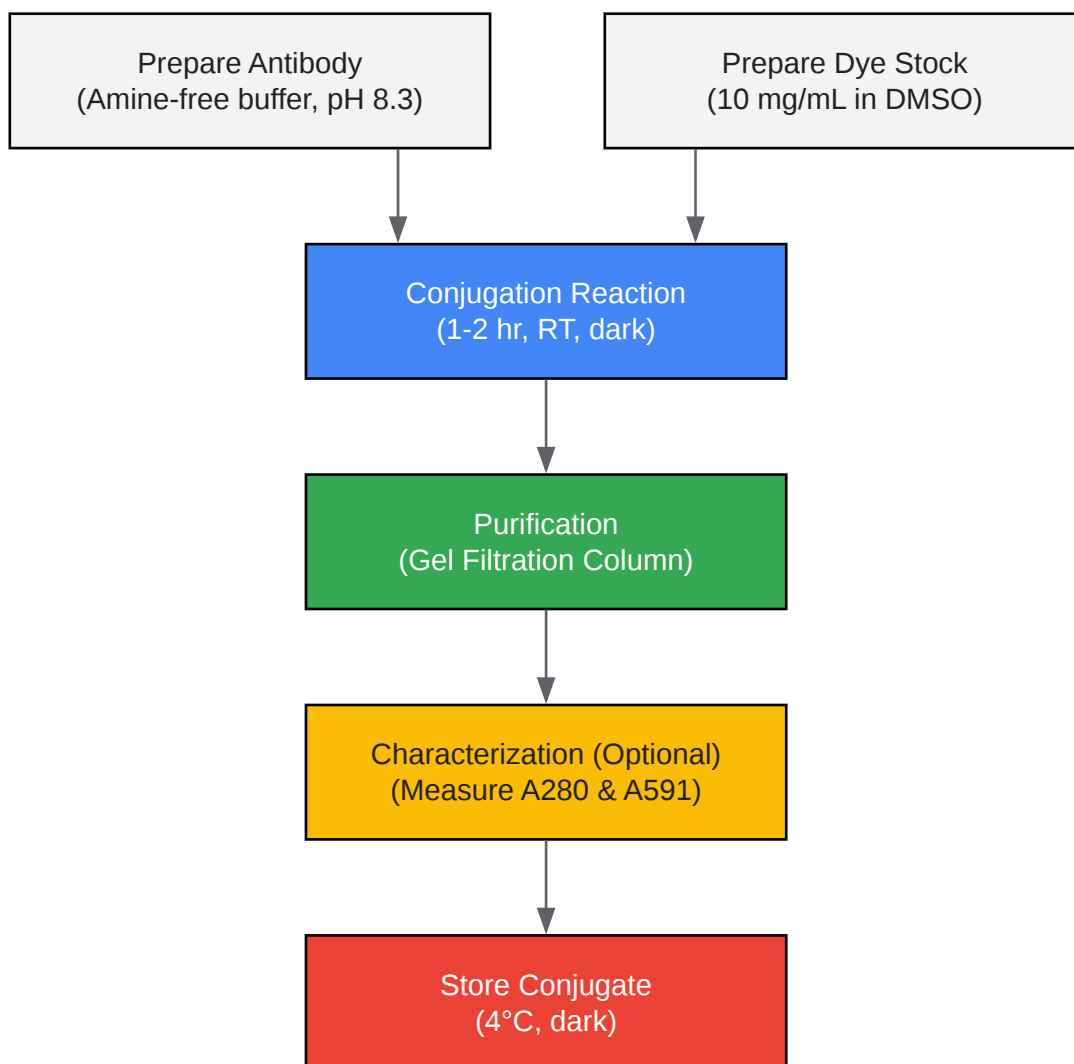 Prepare Antibody
(Amine-free buffer, pH 8.3)
Prepare Dye Stock
(10 mg/mL in DMSO)
Conjugation Reaction
(1-2 hr, RT, dark)
Purification
(Gel Filtration Column)
Characterization (Optional)
(Measure A280 & A591)
Store Conjugate
(4°C, dark)